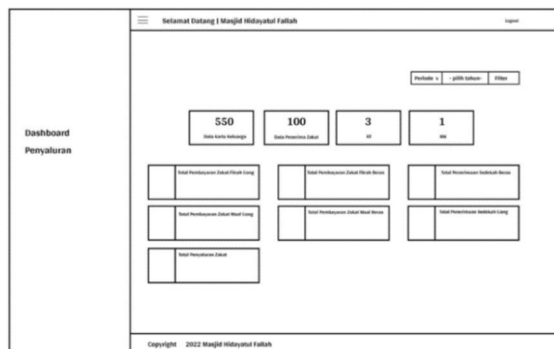 Selamat Datang | Masjid Hidayatul Fallah
Logout
Dashboard
Penyaluran
Periode
- pilih tahun-
Filter
550
Data Kartu Keluarga
100
Data Penerima Zakat
3
RT
1
RW
Total Pembayaran Zakat Fitrah Uang
Total Pembayaran Zakat Fitrah Beras
Total Penerimaan Sedekah Beras
Total Pembayaran Zakat Maal Uang
Total Pembayaran Zakat Maal Beras
Total Penerimaan Sedekah Uang
Total Penyaluran Zakat
Copyright 2022 Masjid Hidayatul Fallah